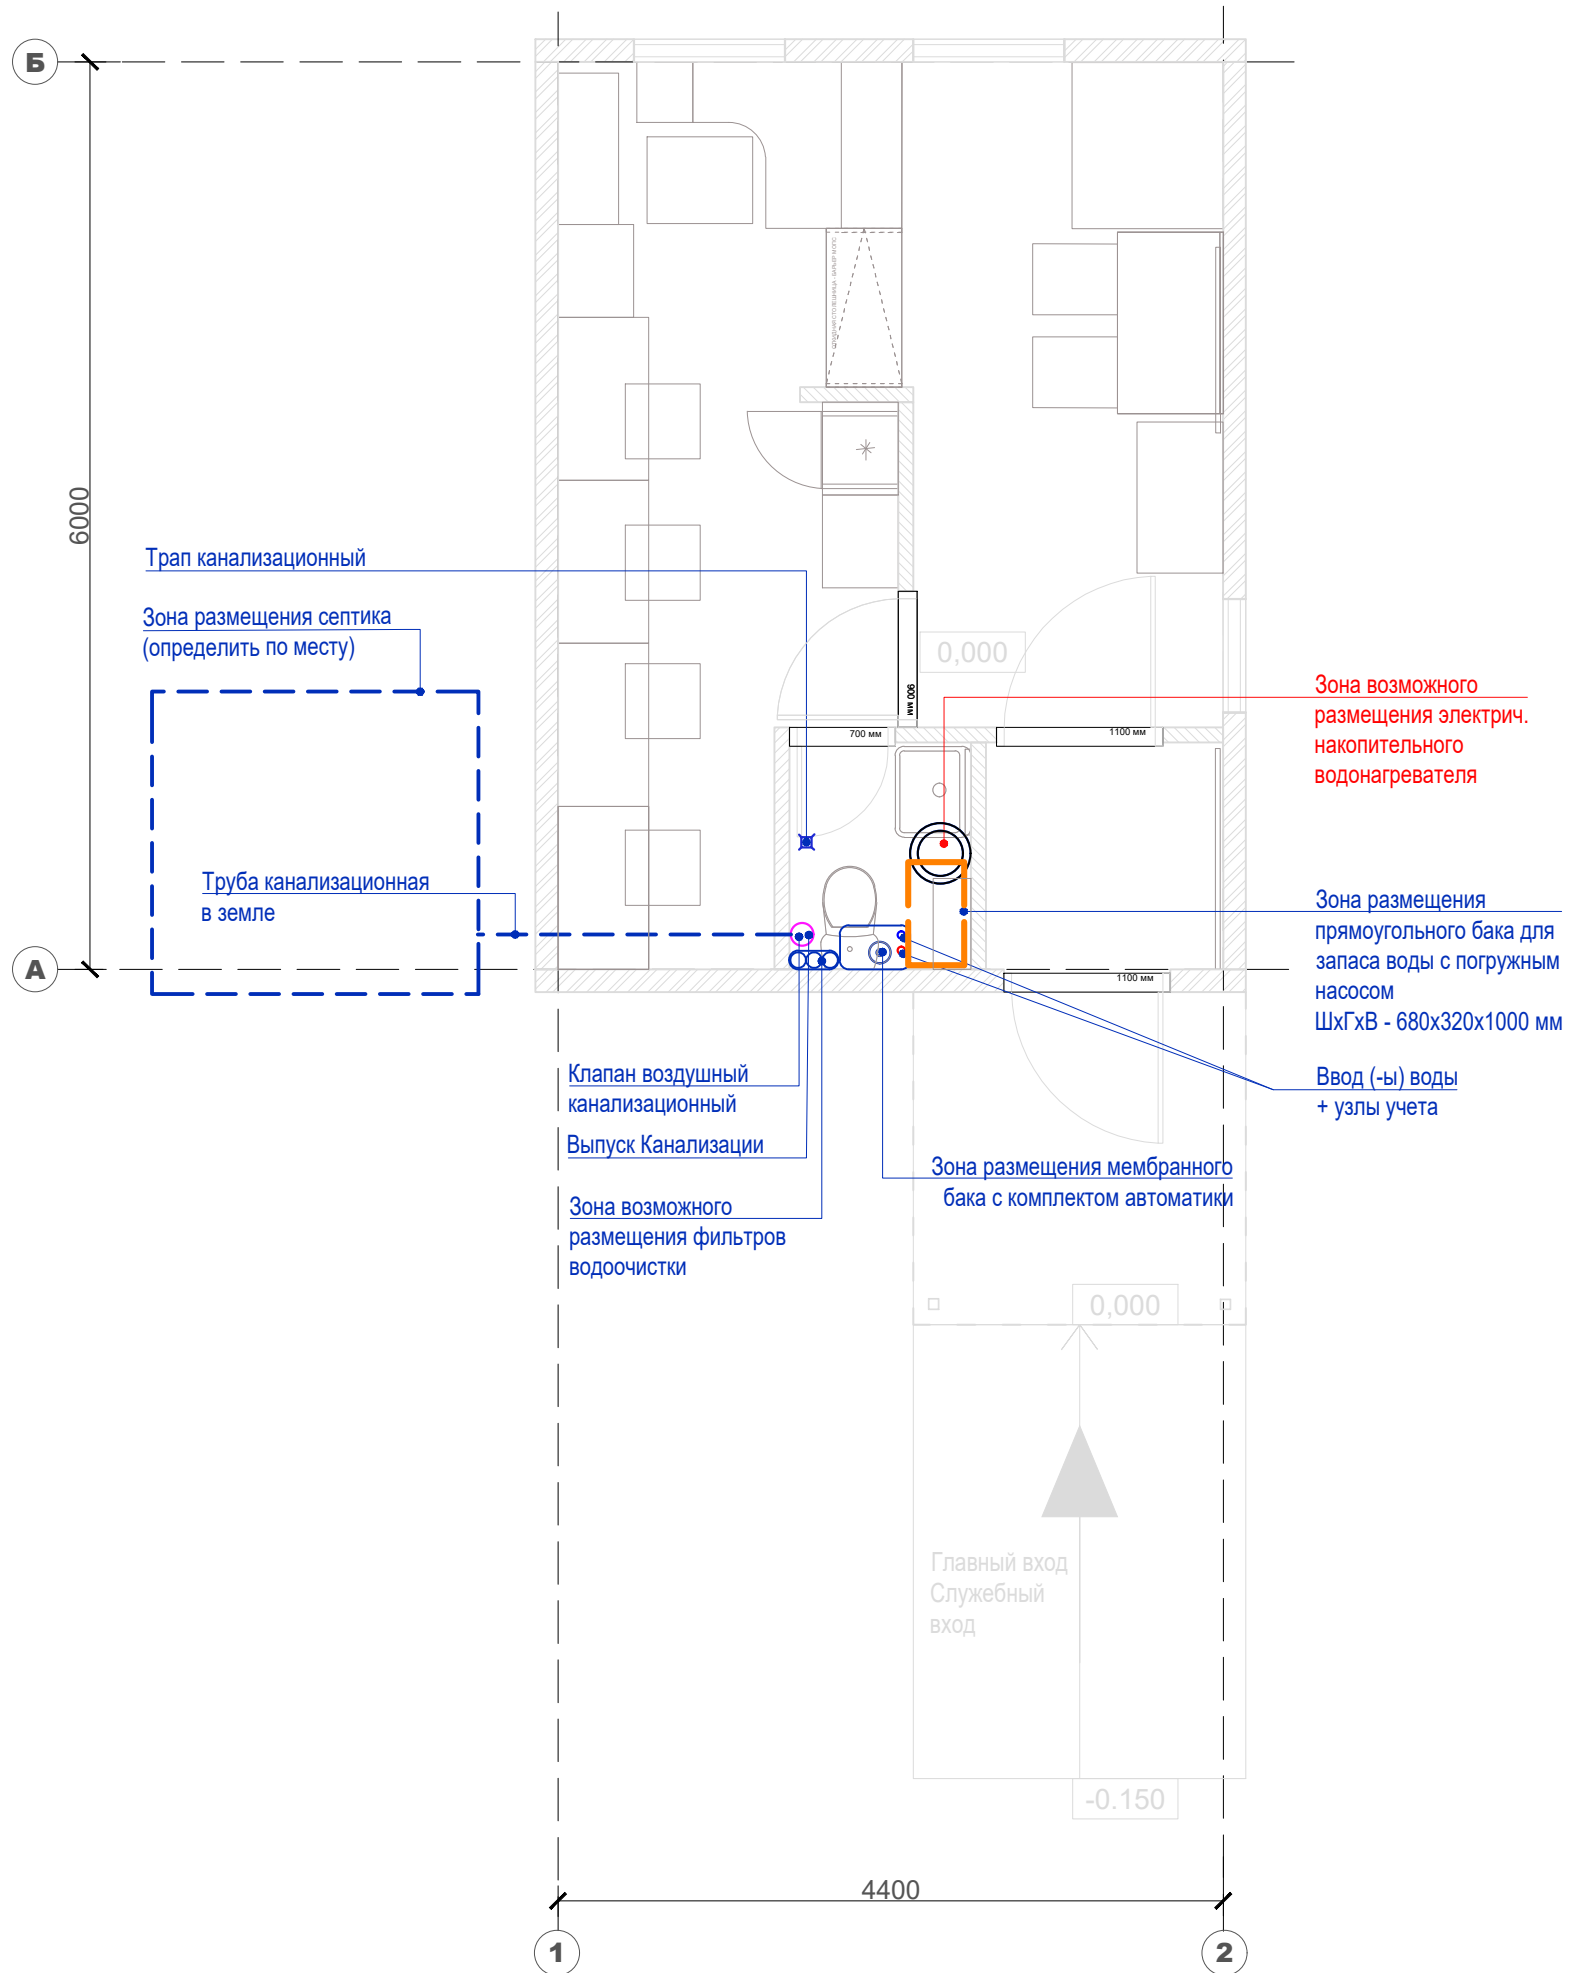 Б
6000
Трап канализационный
Зона размещения септика
(определить по месту)
0,000
900 мм
700 мм
1100 мм
Зона возможного
размещения электрич.
накопительного
водонагревателя
Труба канализационная
в земле
Зона размещения
прямоугольного бака для
запаса воды с погружным
насосом
ШхГхВ - 680х320х1000 мм
А
1100 мм
Клапан воздушный
канализационный
Выпуск Канализации
Зона возможного
размещения фильтров
водоочистки
Ввод (-ы) воды
+ узлы учета
Зона размещения мембранного
бака с комплектом автоматики
0,000
Главный вход
Служебный
вход
-0.150
4400
1
2